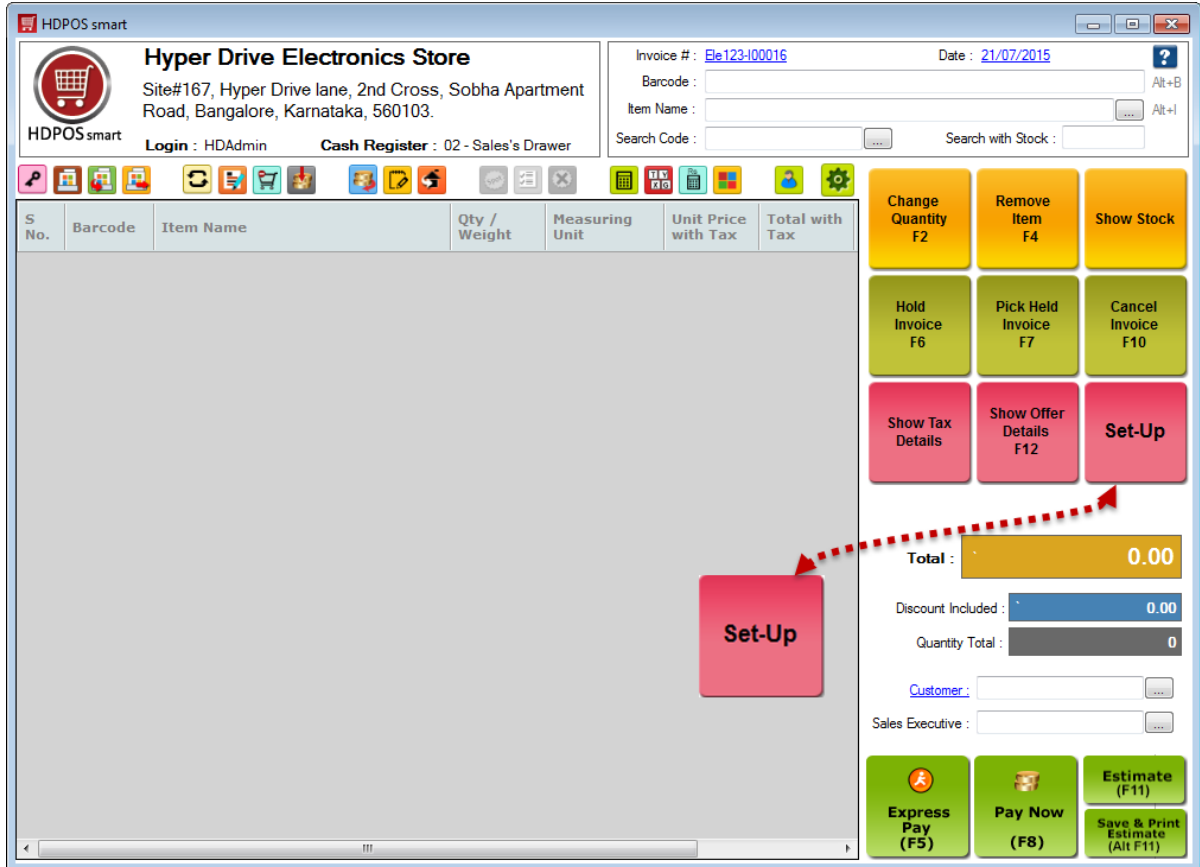 HDPOS smart
HDPOS smart
Hyper Drive Electronics Store
Site#167, Hyper Drive lane, 2nd Cross, Sobha Apartment
Road, Bangalore, Karnataka, 560103.
Login : HDAdmin Cash Register : 02 - Sales's Drawer
Invoice # : Ele123-I00016 Date : 21/07/2015 ?
Barcode : Alt+B
Item Name : ... Alt+I
Search Code : ... Search with Stock :
S No. Barcode Item Name Qty / Weight Measuring Unit Unit Price with Tax Total with Tax
Change
Quantity
F2
Remove
Item
F4
Show Stock
Hold
Invoice
F6
Pick Held
Invoice
F7
Cancel
Invoice
F10
Show Tax
Details
Show Offer
Details
F12
Set-Up
Set-Up
Total : ` 0.00
Discount Included : ` 0.00
Quantity Total : 0
Customer : ...
Sales Executive : ...
Express
Pay
(F5)
Pay Now
(F8)
Estimate
(F11)
Save & Print
Estimate
(Alt F11)